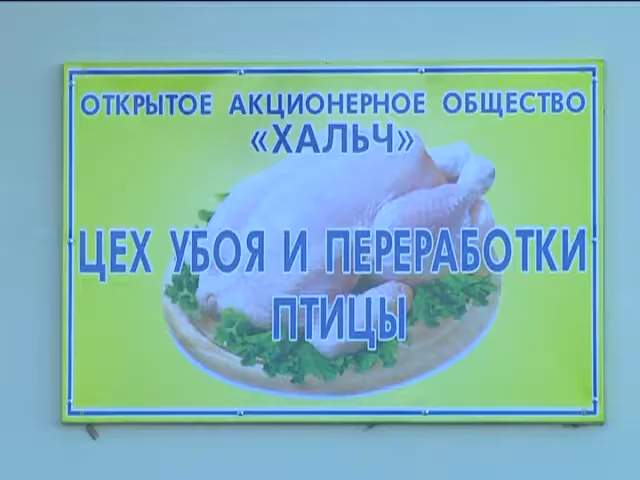 ОТКРЫТОЕ АКЦИОНЕРНОЕ ОБЩЕСТВО
«ХАЛЬЧ»
ЦЕХ УБОЯ И ПЕРЕРАБОТКИ
ПТИЦЫ